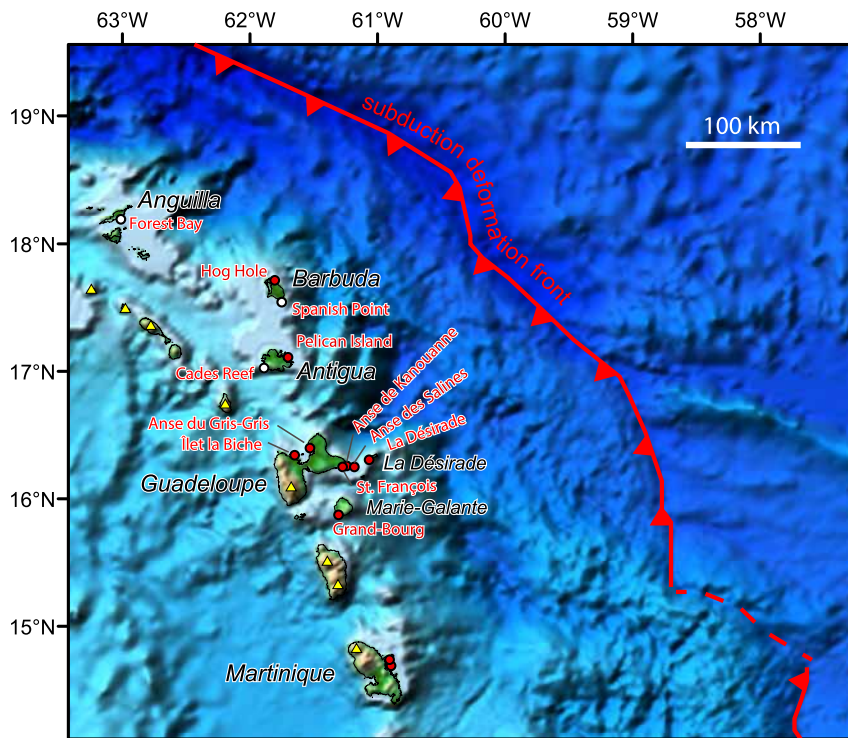 63°W 62°W 61°W 60°W 59°W 58°W
19°N
100 km
subduction deformation front
Anguilla
Forest Bay
18°N
Hog Hole
Barbuda
Spanish Point
Pelican Island
17°N
Cades Reef
Antigua
Anse de Kanouanne
Anse des Salines
La Désirade
Anse du Gris-Gris
Îlet la Biche
La Désirade
Guadeloupe
St. François
16°N
Marie-Galante
Grand-Bourg
15°N
Martinique